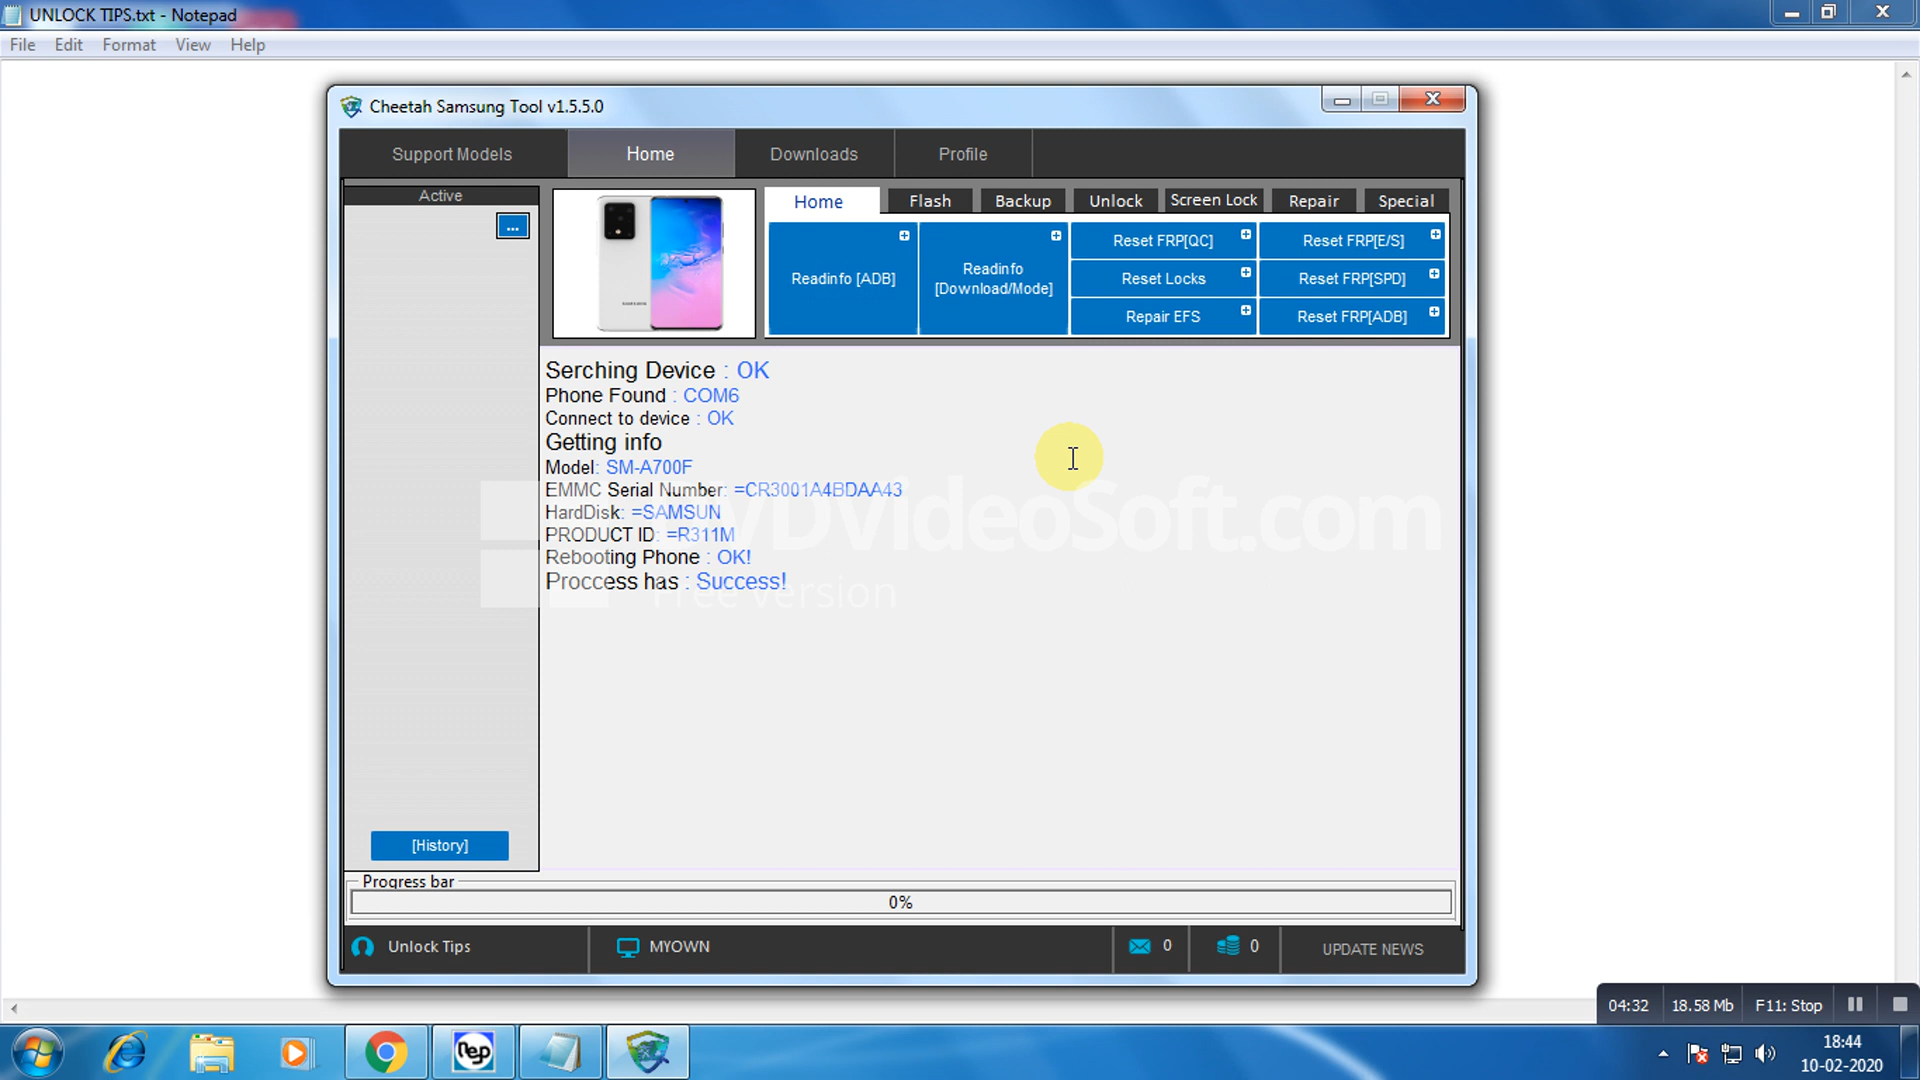 UNLOCK TIPS.txt - Notepad
File Edit Format View Help
Cheetah Samsung Tool v1.5.5.0
Support Models Home Downloads Profile
Active
...
Home Flash Backup Unlock Screen Lock Repair Special
Readinfo [ADB]
Readinfo
[Download/Mode]
Reset FRP[QC]
Reset FRP[E/S]
Reset Locks
Reset FRP[SPD]
Repair EFS
Reset FRP[ADB]
SAMSUNG
Serching Device : OK
Phone Found : COM6
Connect to device : OK
Getting info
Model: SM-A700F
EMMC Serial Number: =CR3001A4BDAA43
HardDisk: =SAMSUN
PRODUCT ID: =R311M
Rebooting Phone : OK!
Proccess has : Success!
DVDVideoSoft.com
Free version
[History]
Progress bar
0%
Unlock Tips
MYOWN
0
0
UPDATE NEWS
04:32 18.58 Mb F11: Stop
Nep
18:44
10-02-2020